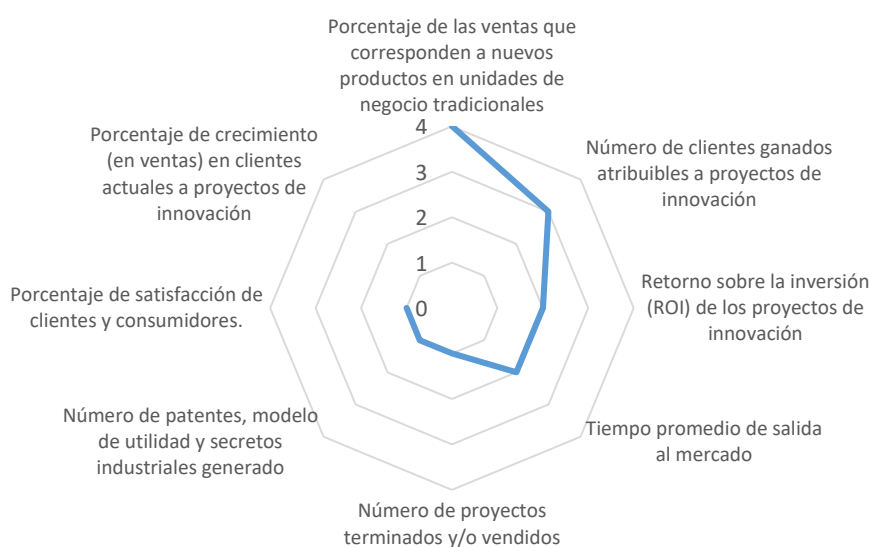 Porcentaje de las ventas que
corresponden a nuevos
productos en unidades de
negocio tradicionales
Número de clientes ganados
atribuibles a proyectos de
innovación
Retorno sobre la inversión
(ROI) de los proyectos de
innovación
Tiempo promedio de salida
al mercado
Número de proyectos
terminados y/o vendidos
Número de patentes, modelo
de utilidad y secretos
industriales generado
Porcentaje de satisfacción de
clientes y consumidores.
Porcentaje de crecimiento
(en ventas) en clientes
actuales a proyectos de
innovación
4
3
2
1
0